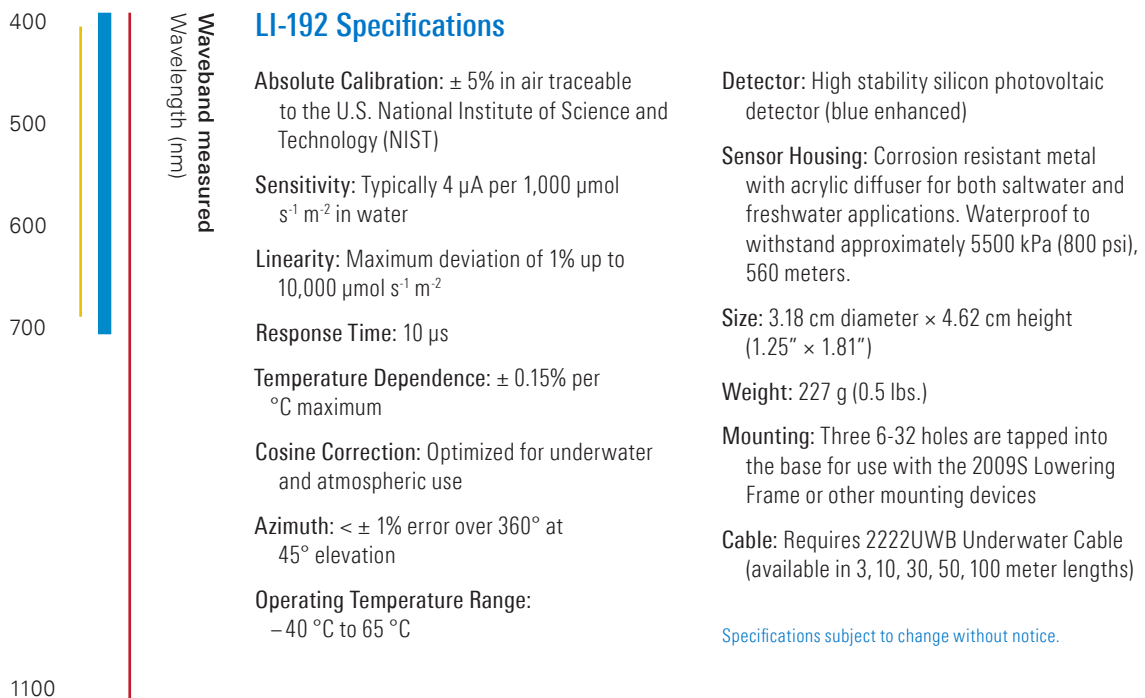 400
500
600
700
1100
Waveband measured
Wavelength (nm)
LI-192 Specifications
Absolute Calibration: ± 5% in air traceable
to the U.S. National Institute of Science and
Technology (NIST)
Sensitivity: Typically 4 µA per 1,000 µmol
s⁻¹ m⁻² in water
Linearity: Maximum deviation of 1% up to
10,000 µmol s⁻¹ m⁻²
Response Time: 10 µs
Temperature Dependence: ± 0.15% per
°C maximum
Cosine Correction: Optimized for underwater
and atmospheric use
Azimuth: < ± 1% error over 360° at
45° elevation
Operating Temperature Range:
–40 °C to 65 °C
Detector: High stability silicon photovoltaic
detector (blue enhanced)
Sensor Housing: Corrosion resistant metal
with acrylic diffuser for both saltwater and
freshwater applications. Waterproof to
withstand approximately 5500 kPa (800 psi),
560 meters.
Size: 3.18 cm diameter × 4.62 cm height
(1.25″ × 1.81″)
Weight: 227 g (0.5 lbs.)
Mounting: Three 6-32 holes are tapped into
the base for use with the 2009S Lowering
Frame or other mounting devices
Cable: Requires 2222UWB Underwater Cable
(available in 3, 10, 30, 50, 100 meter lengths)
Specifications subject to change without notice.